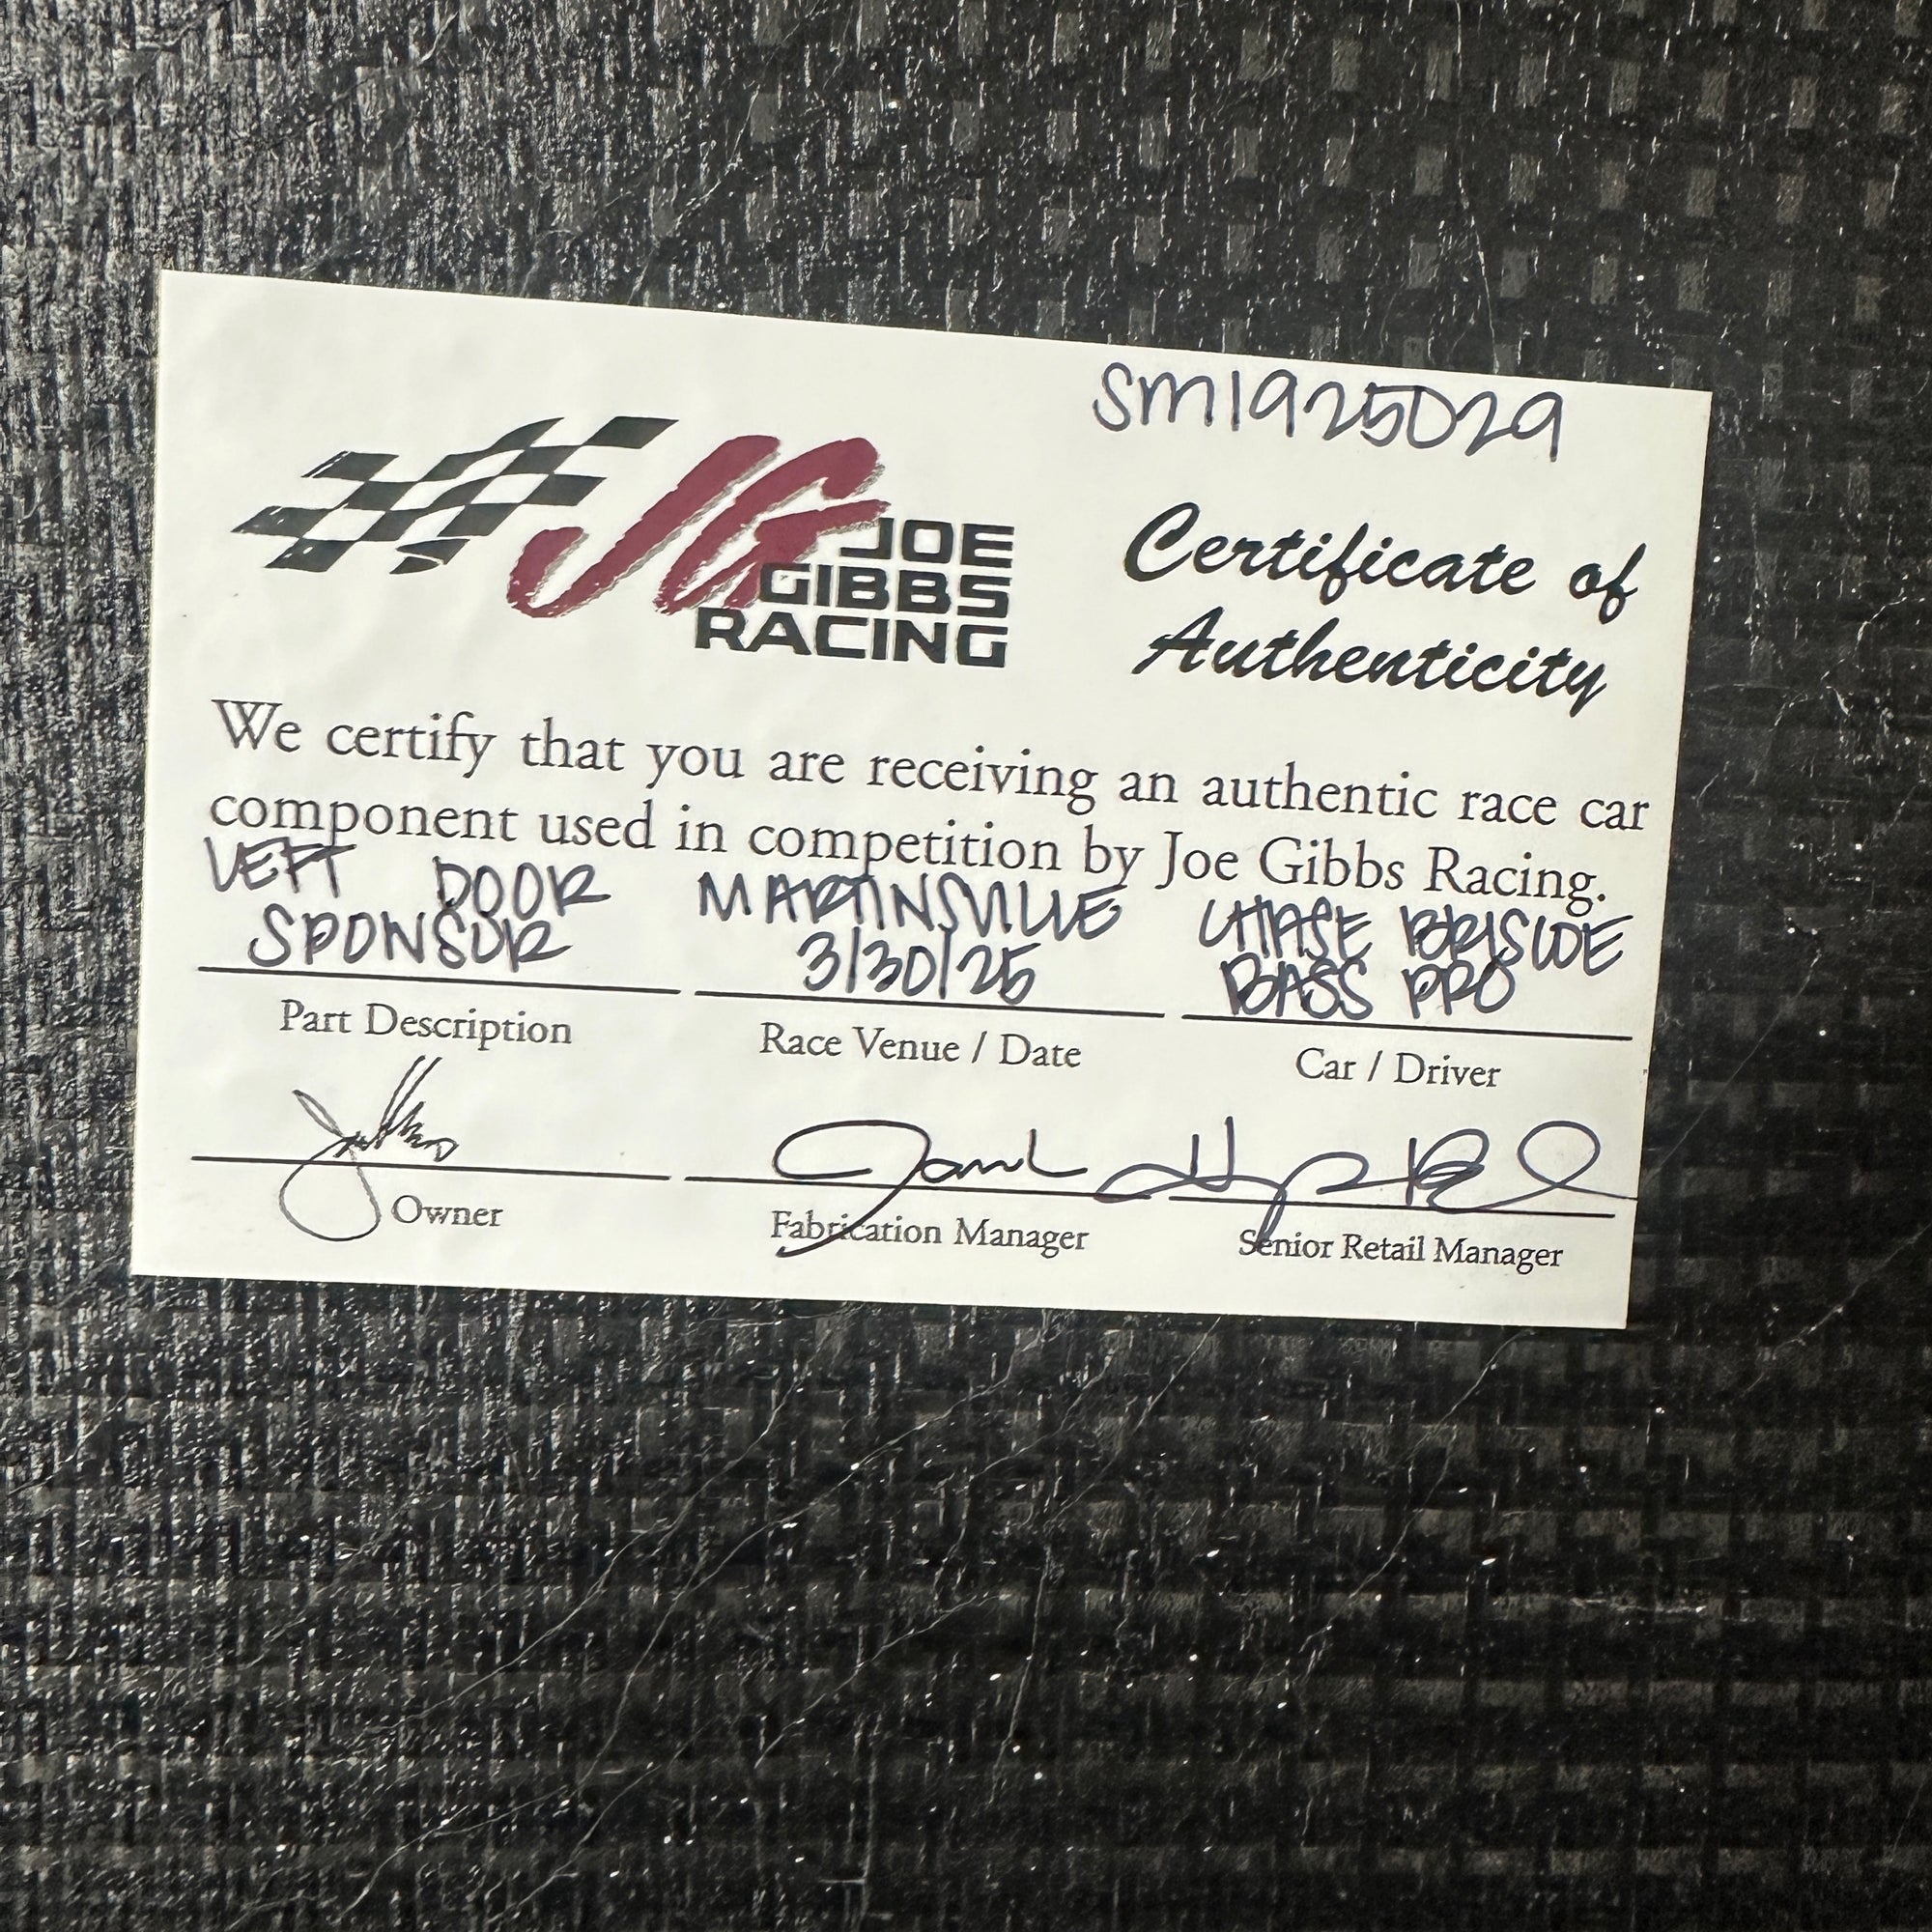 SM1925029
JG JOE
GIBBS
RACING
Certificate of
Authenticity
We certify that you are receiving an authentic race car
component used in competition by Joe Gibbs Racing.
LEFT DOOR
SPONSOR
MARTINSVILLE
3/30/25
CHASE BRISCOE
BASS PRO
Part Description
Race Venue / Date
Car / Driver
Owner
Fabrication Manager
Senior Retail Manager